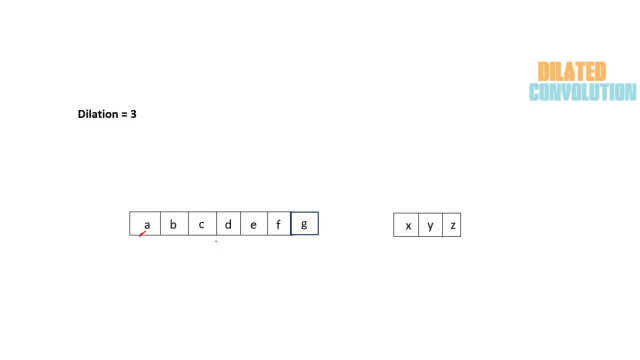 DILATED
CONVOLUTION
Dilation = 3
a b c d e f g
x y z